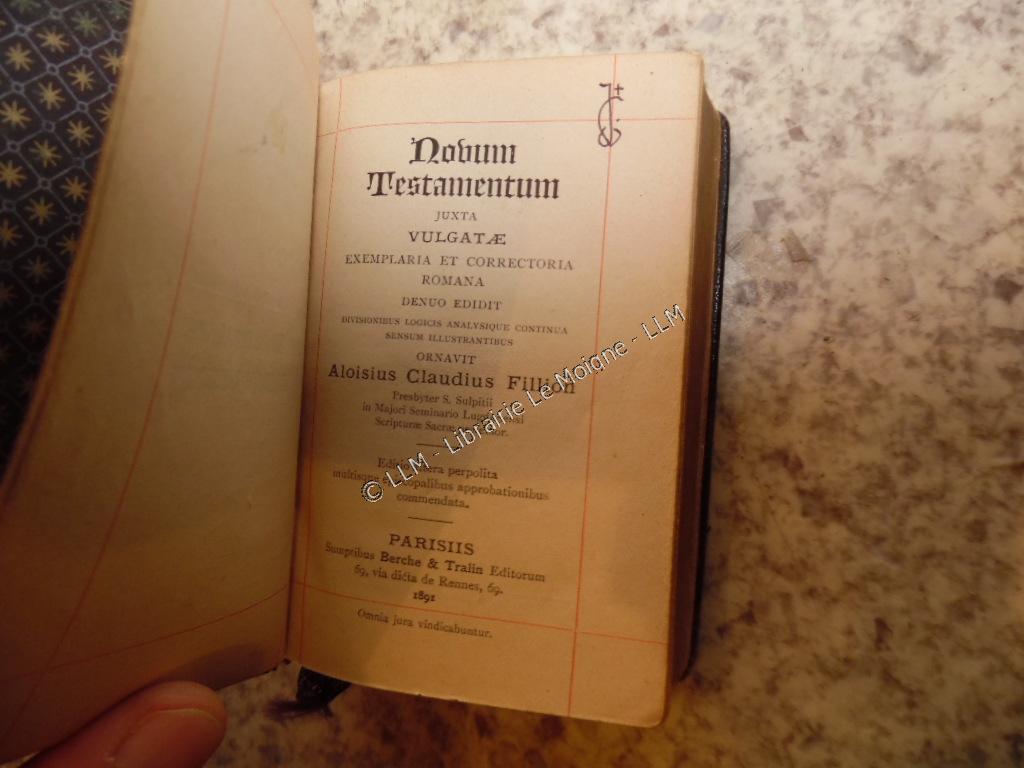 Novum
Testamentum
JUXTA
VULGATÆ
EXEMPLARIA ET CORRECTORIA
ROMANA
DENUO EDIDIT
DIVISIONIBUS LOGICIS ANALYSIQUE CONTINUA
SENSUM ILLUSTRANTIBUS
ORNAVIT
Aloisius Claudius Fillion
Presbyter S. Sulpitii
in Majori Seminario
Scripturæ Sacræ
perpolita
approbationibus
commendata.
PARISIIS
Sumptibus Berche & Tralin Editorum
69, via dicta de Rennes, 69.
1891
Omnia jura vindicabuntur.
© LLM - Librairie Le Moigne - LLM